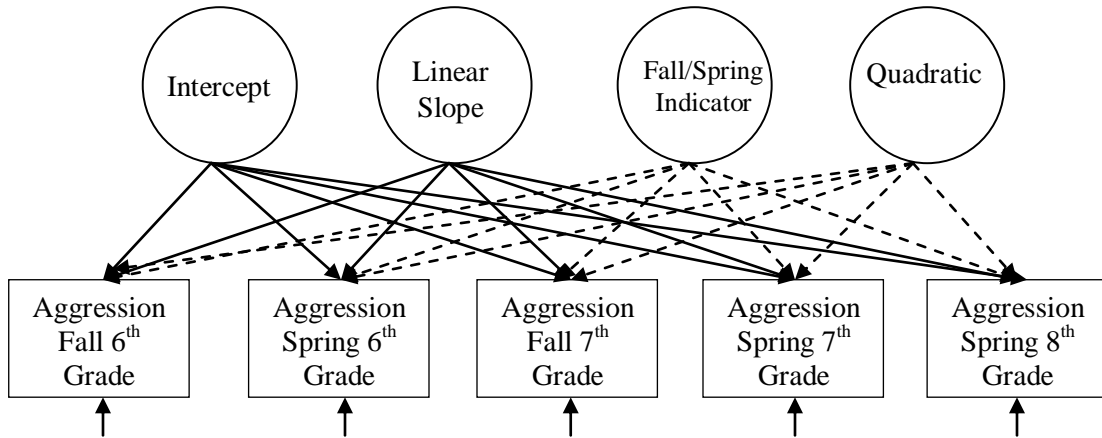 Intercept
Linear
Slope
Fall/Spring
Indicator
Quadratic
Aggression
Fall 6th
Grade
Aggression
Spring 6th
Grade
Aggression
Fall 7th
Grade
Aggression
Spring 7th
Grade
Aggression
Spring 8th
Grade